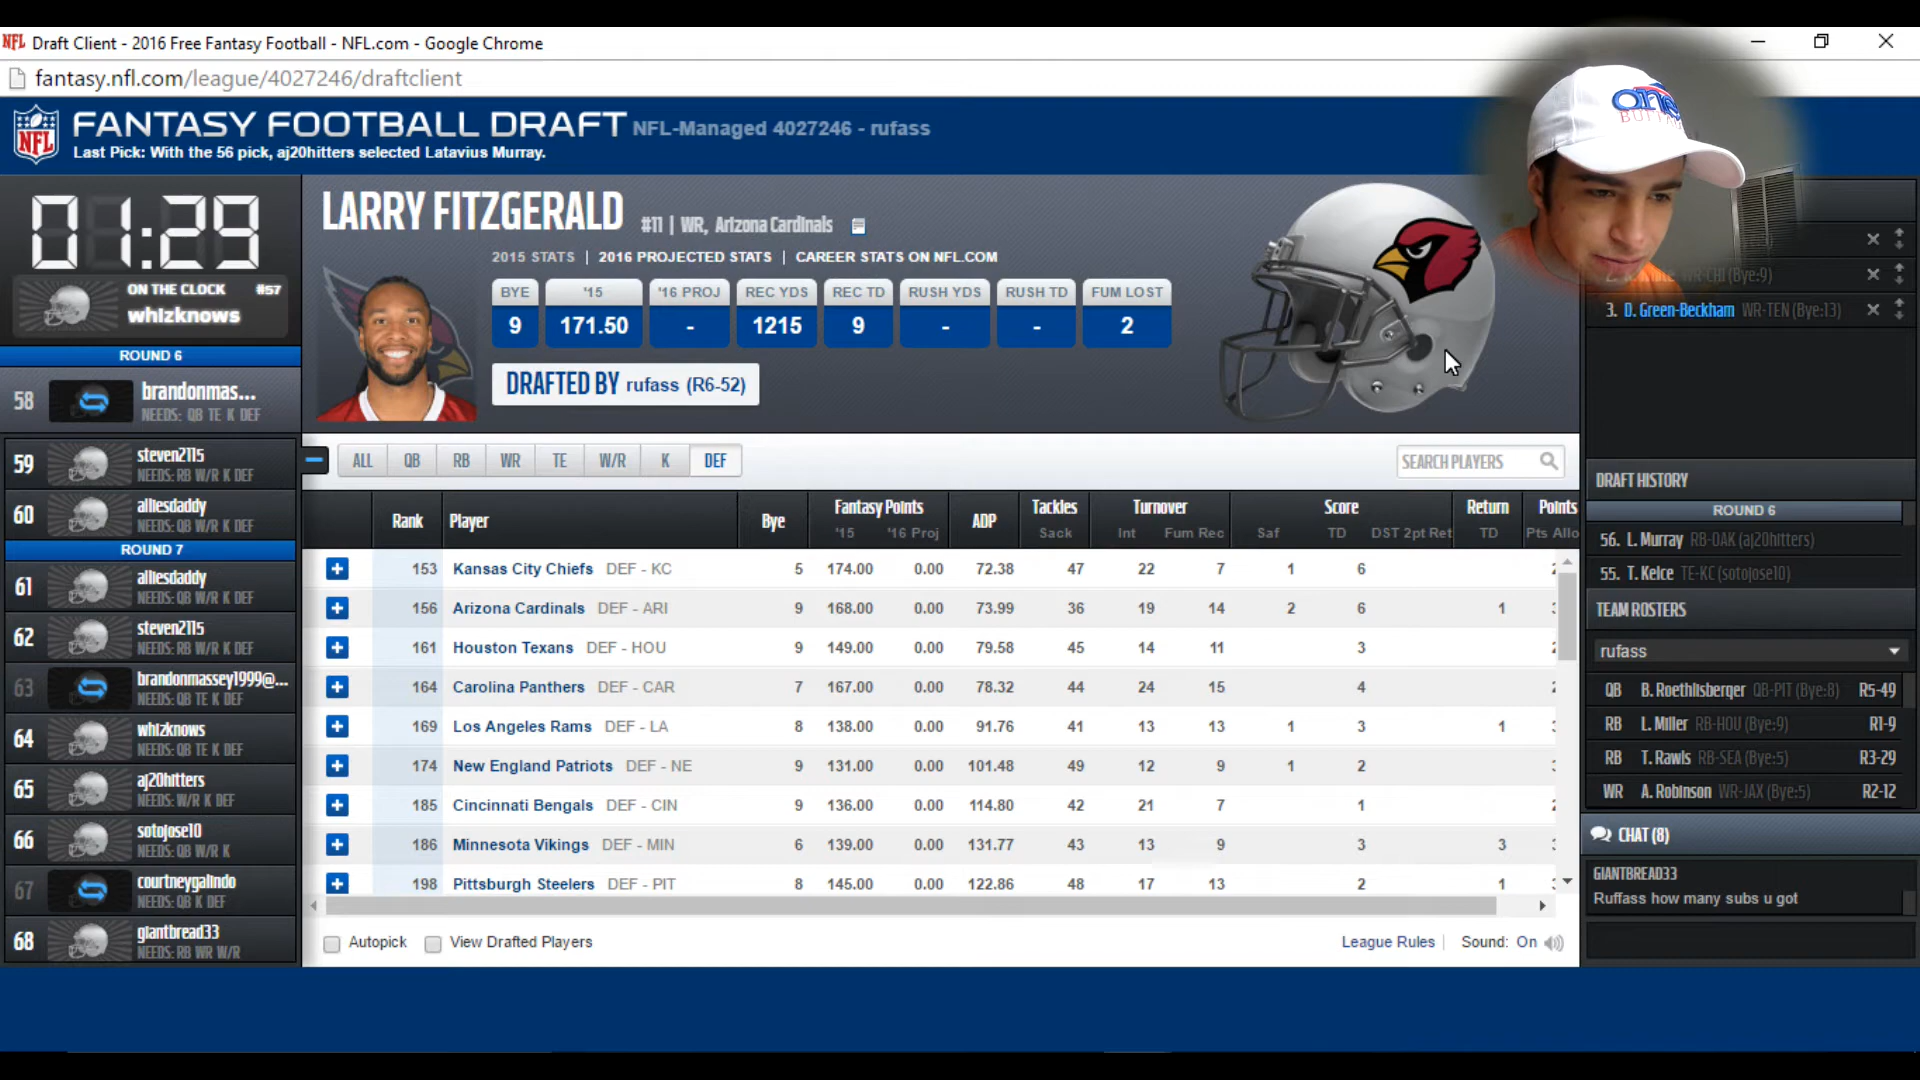 NFL Draft Client - 2016 Free Fantasy Football - NFL.com - Google Chrome
fantasy.nfl.com/league/4027246/draftclient
NFL FANTASY FOOTBALL DRAFT NFL-Managed 4027246 - rufass
Last Pick: With the 56 pick, aj20hitters selected Latavius Murray.
01:29
ON THE CLOCK #57
whizknows
ROUND 6
58 brandonmas...
NEEDS: QB TE K DEF
59 steven2115
NEEDS: RB W/R K DEF
60 alliesdaddy
NEEDS: QB W/R K DEF
ROUND 7
61 alliesdaddy
NEEDS: QB W/R K DEF
62 steven2115
NEEDS: RB W/R K DEF
63 brandonmassey1999@...
NEEDS: QB TE K DEF
64 whizknows
NEEDS: QB TE K DEF
65 aj20hitters
NEEDS: W/R K DEF
66 sotojose10
NEEDS: QB W/R K
67 courtneygalindo
NEEDS: QB K DEF
68 giantbread33
NEEDS: RB WR W/R
LARRY FITZGERALD #11 | WR, Arizona Cardinals
2015 STATS | 2016 PROJECTED STATS | CAREER STATS ON NFL.COM
BYE '15 '16 PROJ REC YDS REC TD RUSH YDS RUSH TD FUM LOST
9 171.50 - 1215 9 - - 2
DRAFTED BY rufass (R6-52)
ALL QB RB WR TE W/R K DEF SEARCH PLAYERS
Rank Player Bye Fantasy Points ADP Tackles Turnover Score Return Points
'15 '16 Proj Sack Int Fum Rec Saf TD DST 2pt Ret TD Pts Allo
153 Kansas City Chiefs DEF - KC 5 174.00 0.00 72.38 47 22 7 1 6
156 Arizona Cardinals DEF - ARI 9 168.00 0.00 73.99 36 19 14 2 6 1
161 Houston Texans DEF - HOU 9 149.00 0.00 79.58 45 14 11 3
164 Carolina Panthers DEF - CAR 7 167.00 0.00 78.32 44 24 15 4
169 Los Angeles Rams DEF - LA 8 138.00 0.00 91.76 41 13 13 1 3 1
174 New England Patriots DEF - NE 9 131.00 0.00 101.48 49 12 9 1 2
185 Cincinnati Bengals DEF - CIN 9 136.00 0.00 114.80 42 21 7 1
186 Minnesota Vikings DEF - MIN 6 139.00 0.00 131.77 43 13 9 3 3
198 Pittsburgh Steelers DEF - PIT 8 145.00 0.00 122.86 48 17 13 2 1
Autopick View Drafted Players League Rules | Sound: On
one
BUFFALO
WR-CHI (Bye:9)
3. D. Green-Beckham WR-TEN (Bye:13)
DRAFT HISTORY
ROUND 6
56. L. Murray RB-OAK (aj20hitters)
55. T. Kelce TE-KC (sotojose10)
TEAM ROSTERS
rufass
QB B. Roethlisberger QB-PIT (Bye:8) R5-49
RB L. Miller RB-HOU (Bye:9) R1-9
RB T. Rawls RB-SEA (Bye:5) R3-29
WR A. Robinson WR-JAX (Bye:5) R2-12
CHAT (8)
GIANTBREAD33
Ruffass how many subs u got